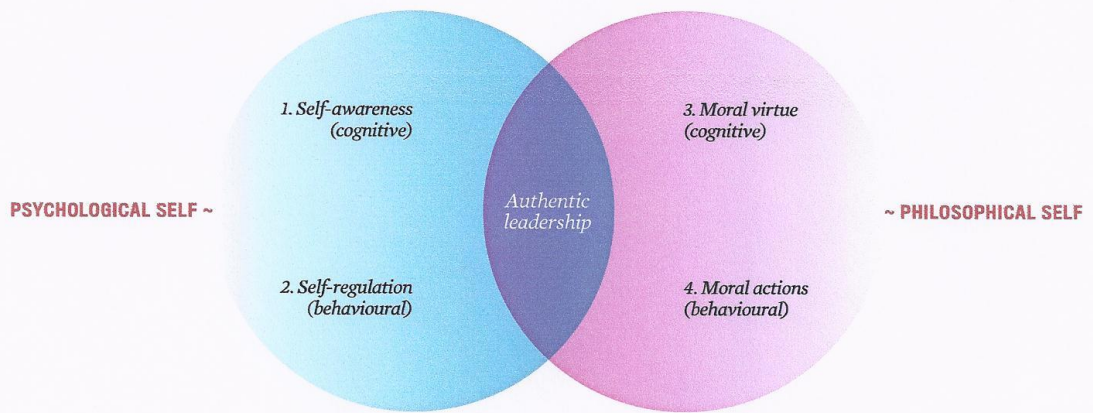 PSYCHOLOGICAL SELF ~
1. Self-awareness
(cognitive)
2. Self-regulation
(behavioural)
Authentic
leadership
3. Moral virtue
(cognitive)
4. Moral actions
(behavioural)
~ PHILOSOPHICAL SELF